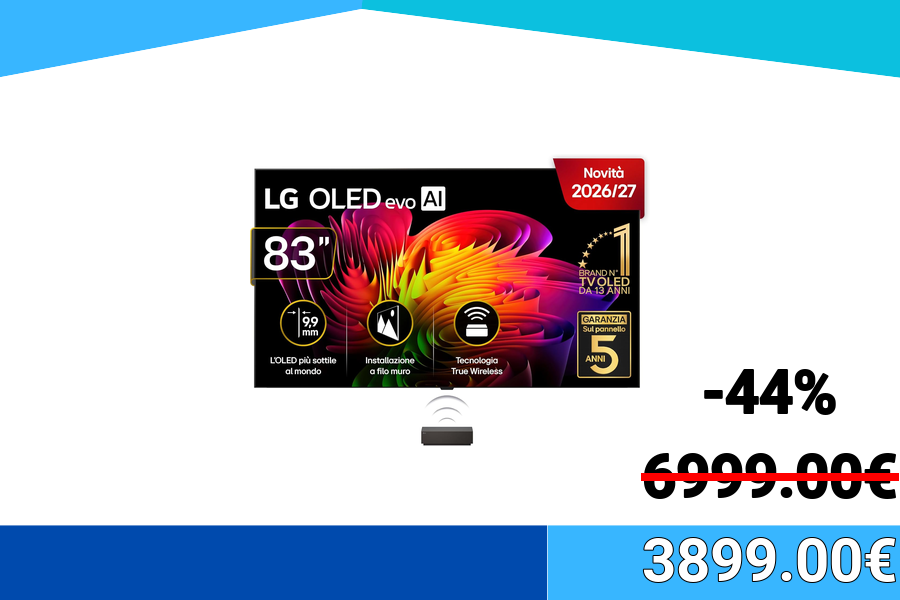 Novità
2026/27
LG OLED evo AI
83”
1
BRAND N°
TV OLED
DA 13 ANNI
9,9
mm
L'OLED più sottile
al mondo
Installazione
a filo muro
Tecnologia
True Wireless
GARANZIA
Sul pannello
5
ANNI
-44%
6999.00€
3899.00€